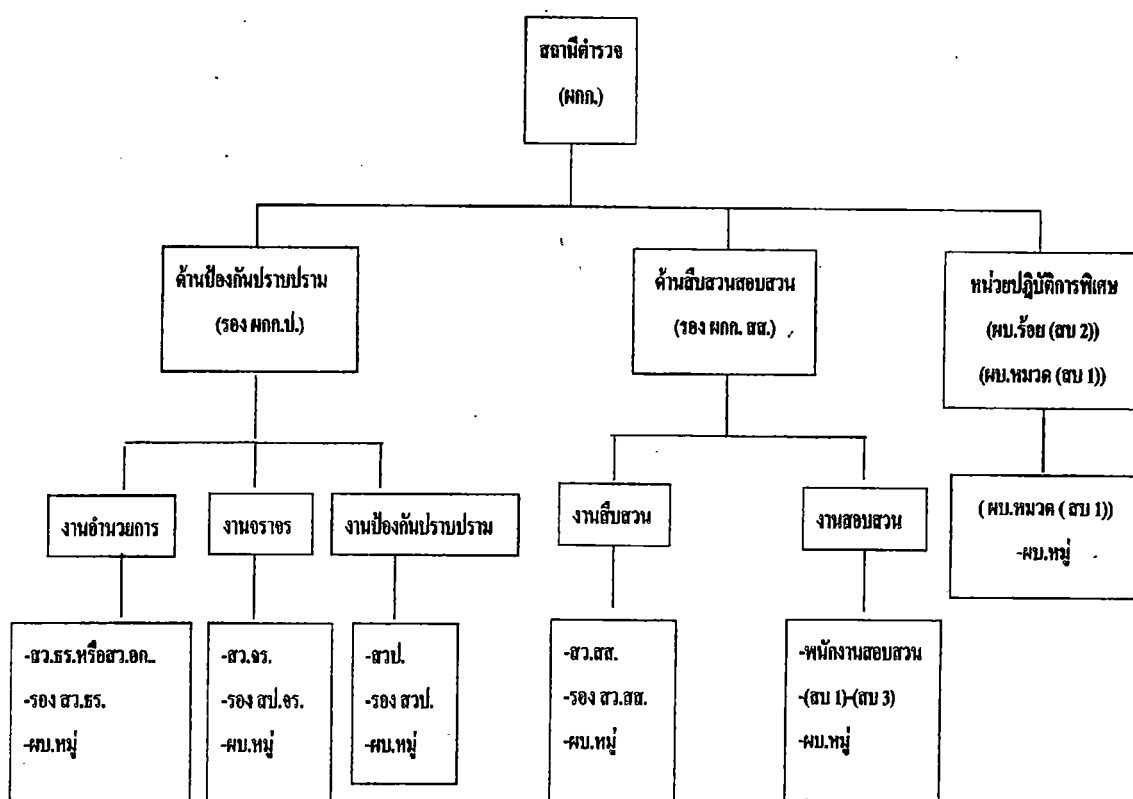 สถานีตำรวจ
(ผกก.)
ด้านป้องกันปราบปราม
(รอง ผกก.ป.)
ด้านสืบสวนสอบสวน
(รอง ผกก. สส.)
หน่วยปฏิบัติการพิเศษ
(ผบ.ร้อย (สบ 2))
(ผบ.หมวด (สบ 1))
งานอำนวยการ
งานจราจร
งานป้องกันปราบปราม
งานสืบสวน
งานสอบสวน
( ผบ.หมวด ( สบ 1))
-ผบ.หมู่
-สว.ธร.หรือสว.อก..
-รอง สว.ธร.
-ผบ.หมู่
-สว.จร.
-รอง สป.จร.
-ผบ.หมู่
-สวป.
-รอง สวป.
-ผบ.หมู่
-สว.สส.
-รอง สว.สส.
-ผบ.หมู่
-พนักงานสอบสวน
-(สบ 1)-(สบ 3)
-ผบ.หมู่